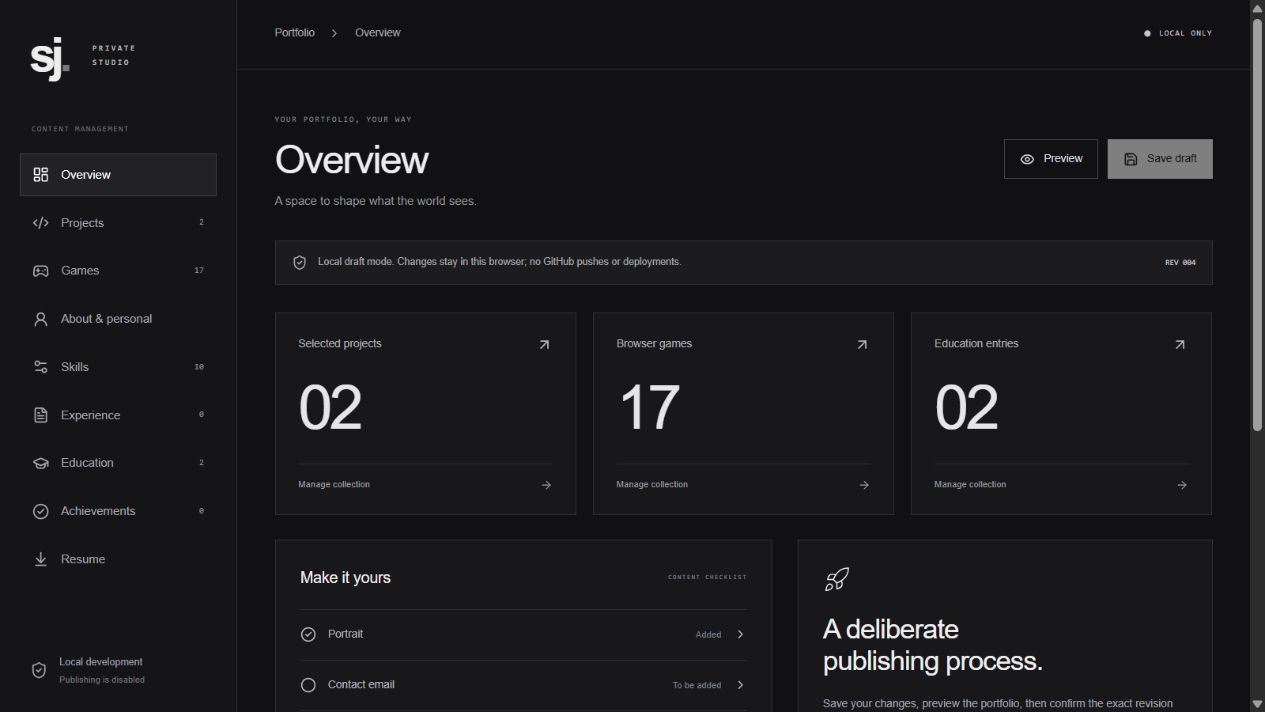 sj.
PRIVATE
STUDIO
CONTENT MANAGEMENT
Overview
Projects 2
Games 17
About & personal
Skills 10
Experience 0
Education 2
Achievements 0
Resume
Local development
Publishing is disabled
Portfolio > Overview
LOCAL ONLY
YOUR PORTFOLIO, YOUR WAY
Overview
A space to shape what the world sees.
Preview
Save draft
Local draft mode. Changes stay in this browser; no GitHub pushes or deployments.
REV 004
Selected projects
02
Manage collection
Browser games
17
Manage collection
Education entries
02
Manage collection
Make it yours
CONTENT CHECKLIST
Portrait
Added
Contact email
To be added
A deliberate
publishing process.
Save your changes, preview the portfolio, then confirm the exact revision